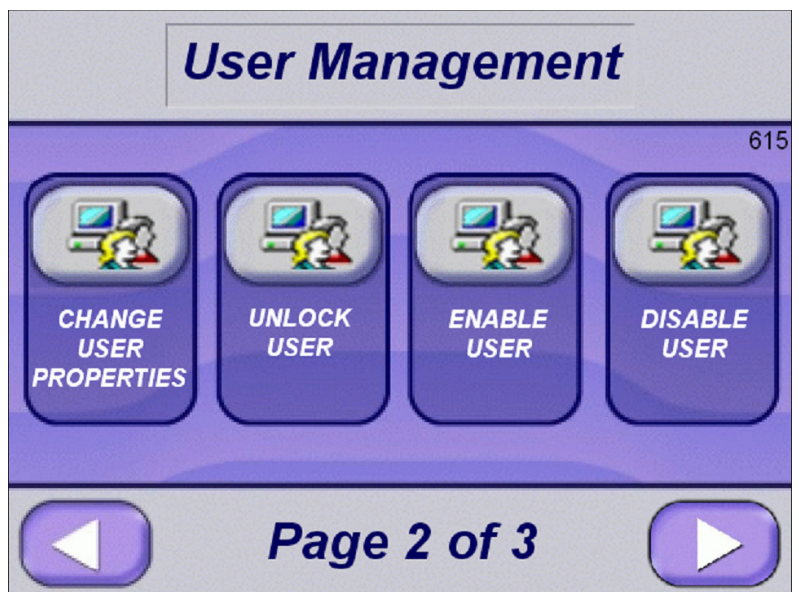 User Management
615
CHANGE
USER
PROPERTIES
UNLOCK
USER
ENABLE
USER
DISABLE
USER
Page 2 of 3